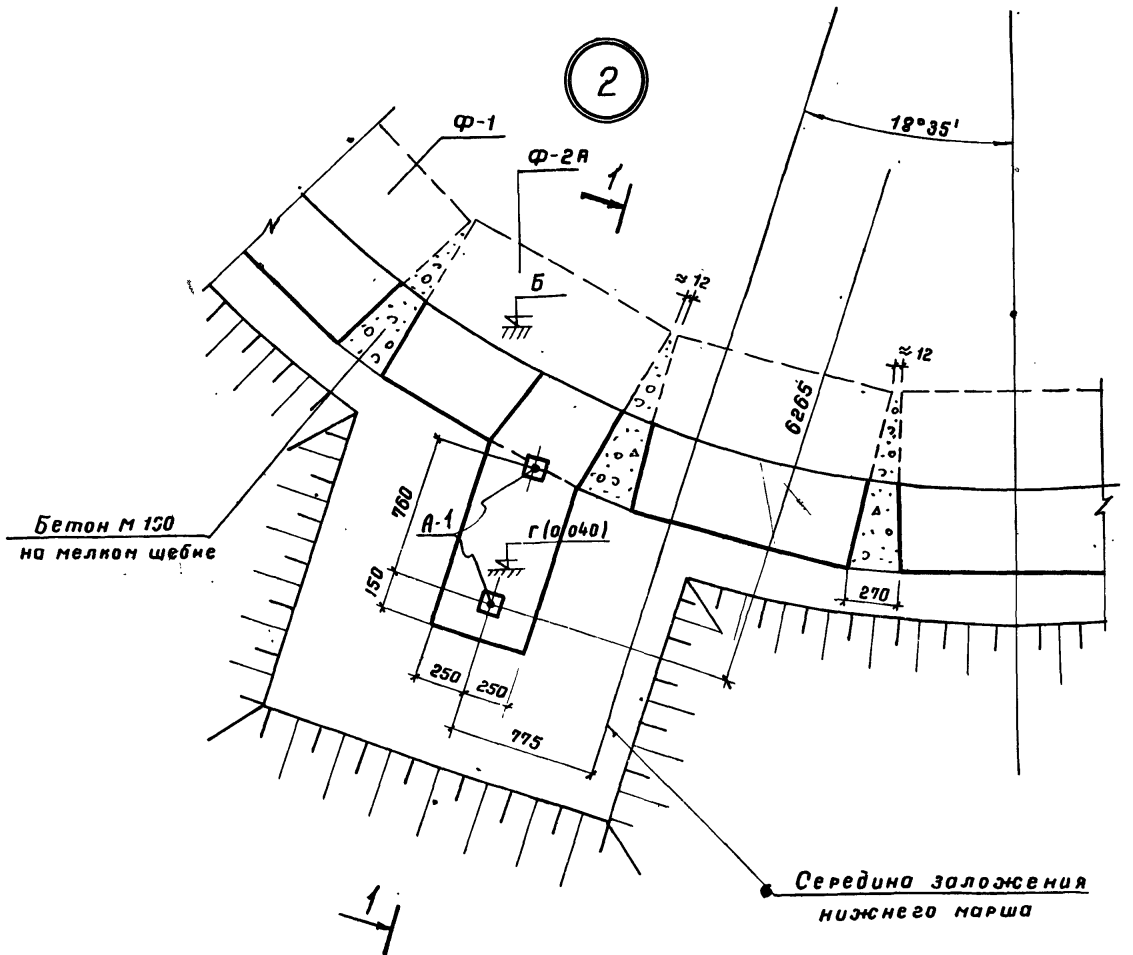 2
18°35'
Ф-1
Ф-2А
1
Б
≈12
≈12
6265
760
А-1
Г(0,040)
Бетон М 100
на мелком щебне
150
270
250
250
775
Середина заложения
нижнего марша
1